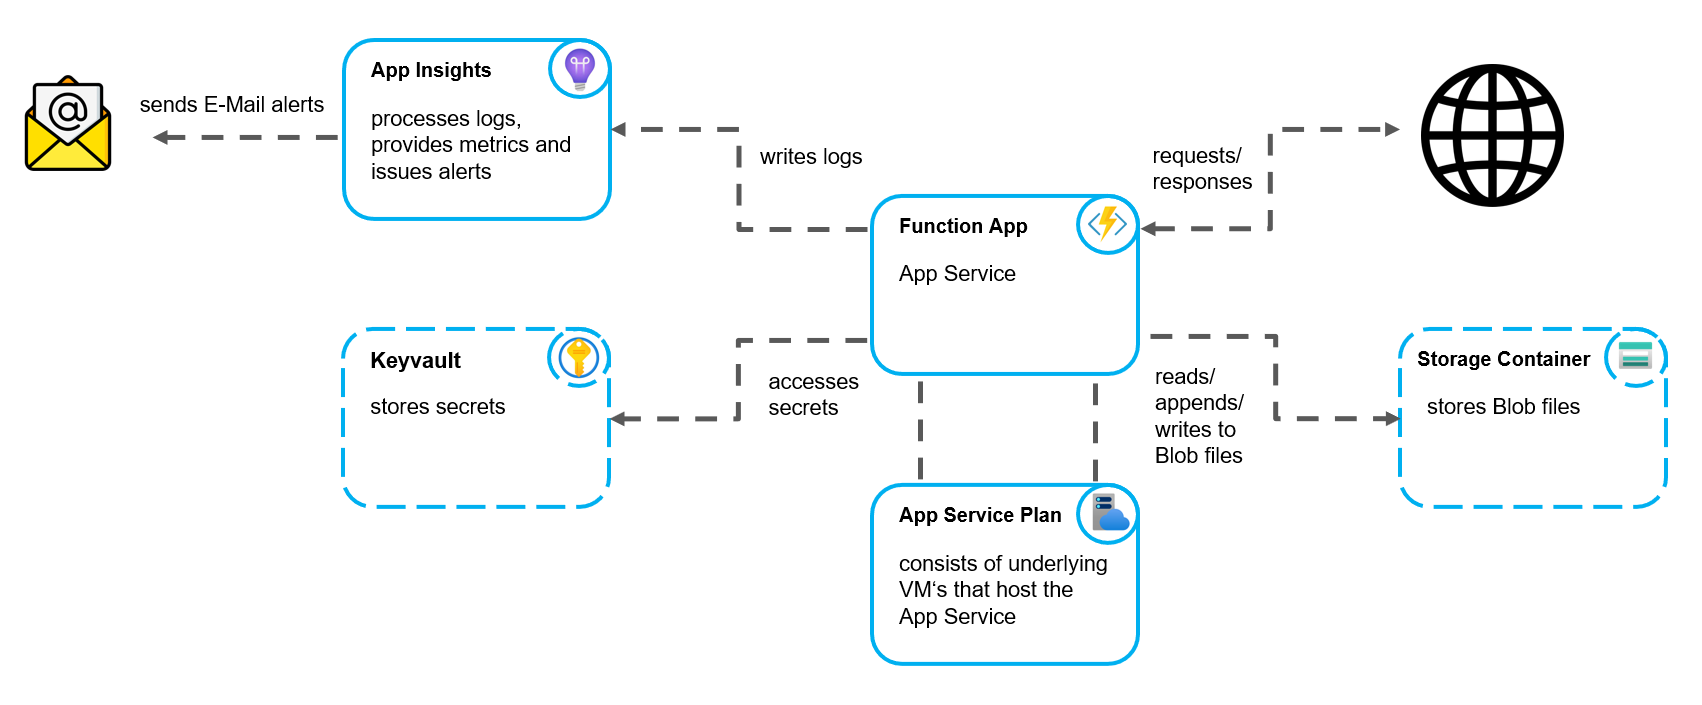 sends E-Mail alerts
App Insights
processes logs,
provides metrics and
issues alerts
writes logs
Function App
App Service
requests/
responses
Keyvault
stores secrets
accesses
secrets
reads/
appends/
writes to
Blob files
Storage Container
stores Blob files
App Service Plan
consists of underlying
VM‘s that host the
App Service